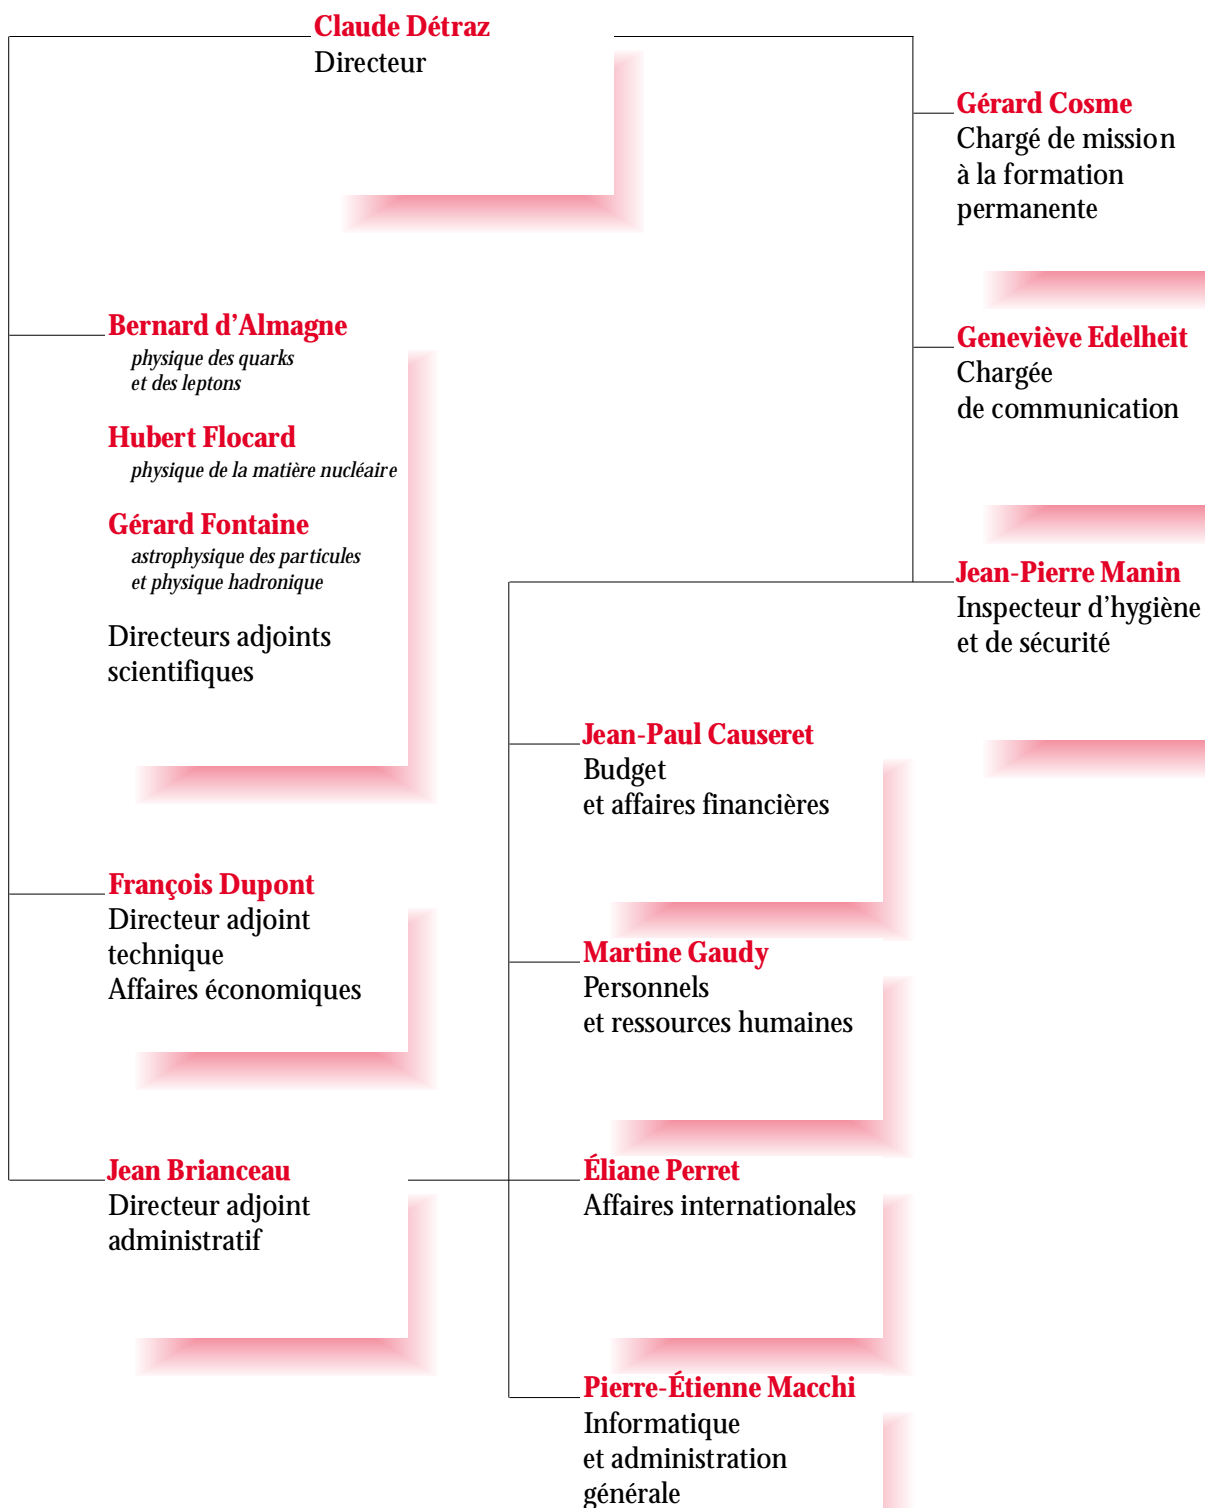 Claude Détraz
Directeur
Gérard Cosme
Chargé de mission
à la formation
permanente
Bernard d’Almagne
physique des quarks
et des leptons
Hubert Flocard
physique de la matière nucléaire
Gérard Fontaine
astrophysique des particules
et physique hadronique
Directeurs adjoints
scientifiques
Geneviève Edelheit
Chargée
de communication
Jean-Pierre Manin
Inspecteur d’hygiène
et de sécurité
Jean-Paul Causeret
Budget
et affaires financières
François Dupont
Directeur adjoint
technique
Affaires économiques
Martine Gaudy
Personnels
et ressources humaines
Jean Brianceau
Directeur adjoint
administratif
Éliane Perret
Affaires internationales
Pierre-Étienne Macchi
Informatique
et administration
générale